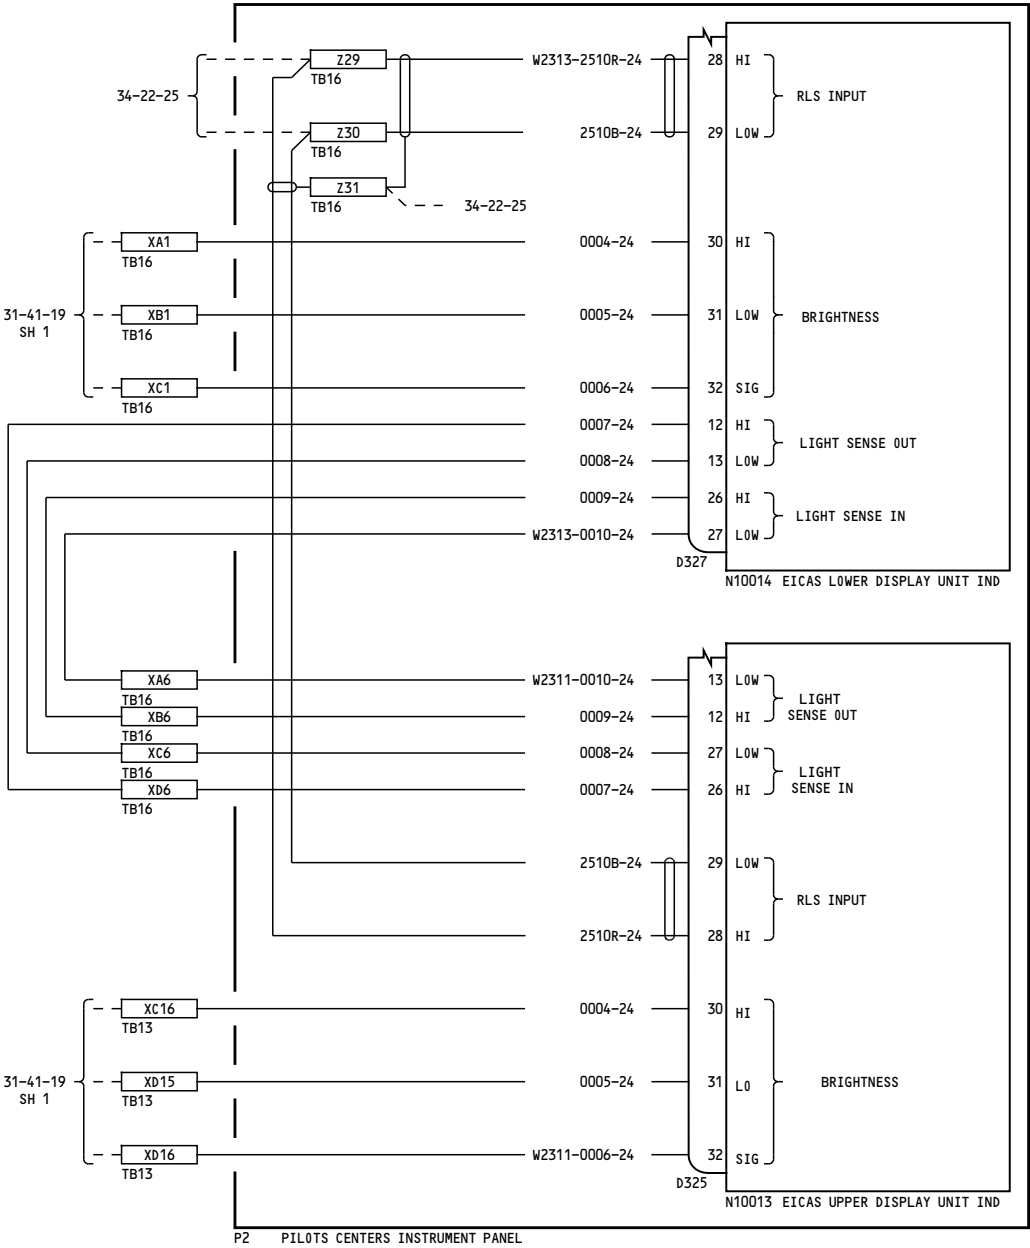 Z29 W2313-2510R-24 28 HI
TB16
34-22-25 RLS INPUT
Z30 2510B-24 29 LOW
TB16
Z31
TB16 34-22-25
XA1 0004-24 30 HI
TB16
31-41-19 XB1 0005-24 31 LOW BRIGHTNESS
SH 1 TB16
XC1 0006-24 32 SIG
TB16
0007-24 12 HI
LIGHT SENSE OUT
0008-24 13 LOW
0009-24 26 HI
LIGHT SENSE IN
W2313-0010-24 27 LOW
D327
N10014 EICAS LOWER DISPLAY UNIT IND
XA6 W2311-0010-24 13 LOW
TB16 LIGHT
XB6 0009-24 12 HI SENSE OUT
TB16
XC6 0008-24 27 LOW
TB16 LIGHT
XD6 0007-24 26 HI SENSE IN
TB16
2510B-24 29 LOW
RLS INPUT
2510R-24 28 HI
XC16 0004-24 30 HI
TB13
31-41-19 XD15 0005-24 31 LO BRIGHTNESS
SH 1 TB13
XD16 W2311-0006-24 32 SIG
TB13 D325
N10013 EICAS UPPER DISPLAY UNIT IND
P2 PILOTS CENTERS INSTRUMENT PANEL